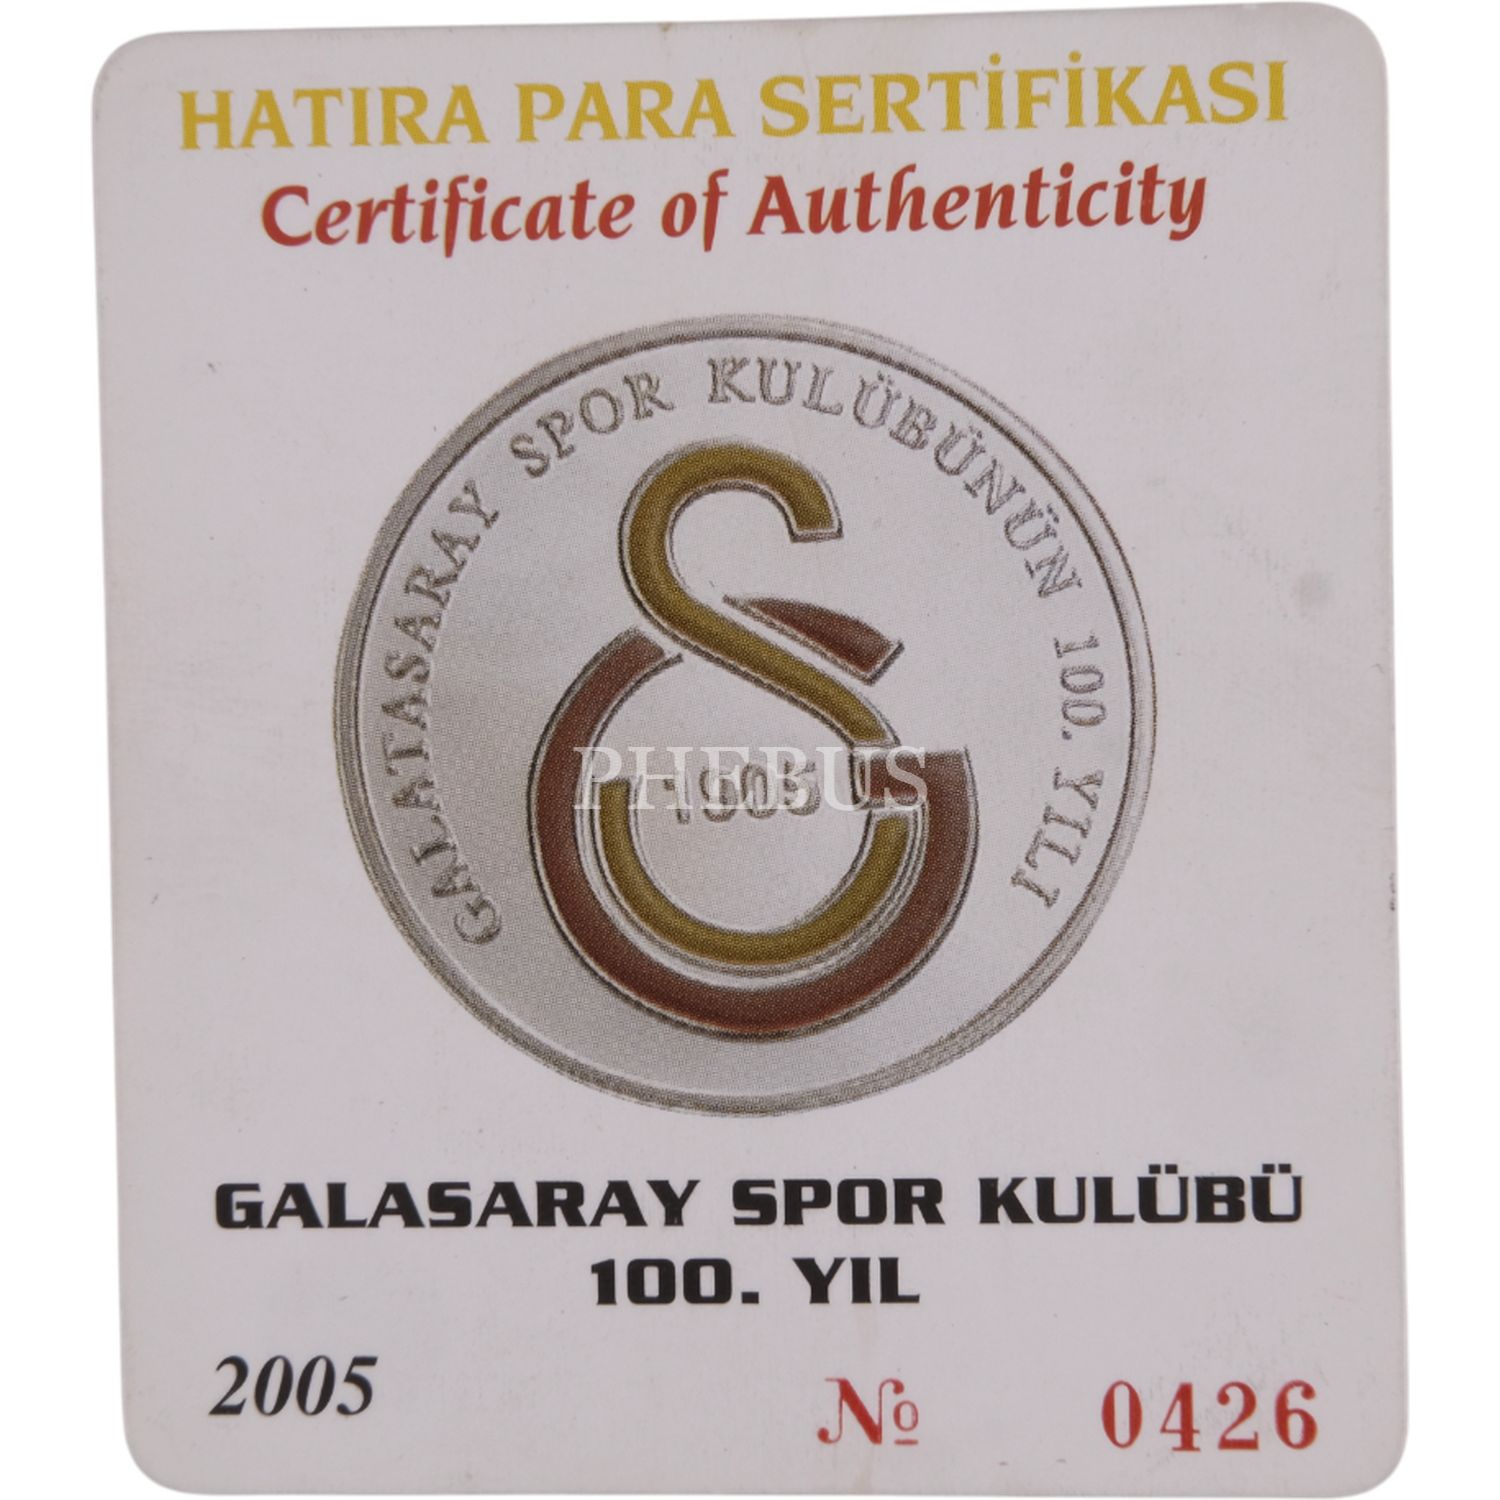 HATIRA PARA SERTİFİKASI
Certificate of Authenticity
GALATASARAY SPOR KULÜBÜNÜN 100. YILI
1905
PHEBUS
GALASARAY SPOR KULÜBÜ
100. YIL
2005
№ 0426